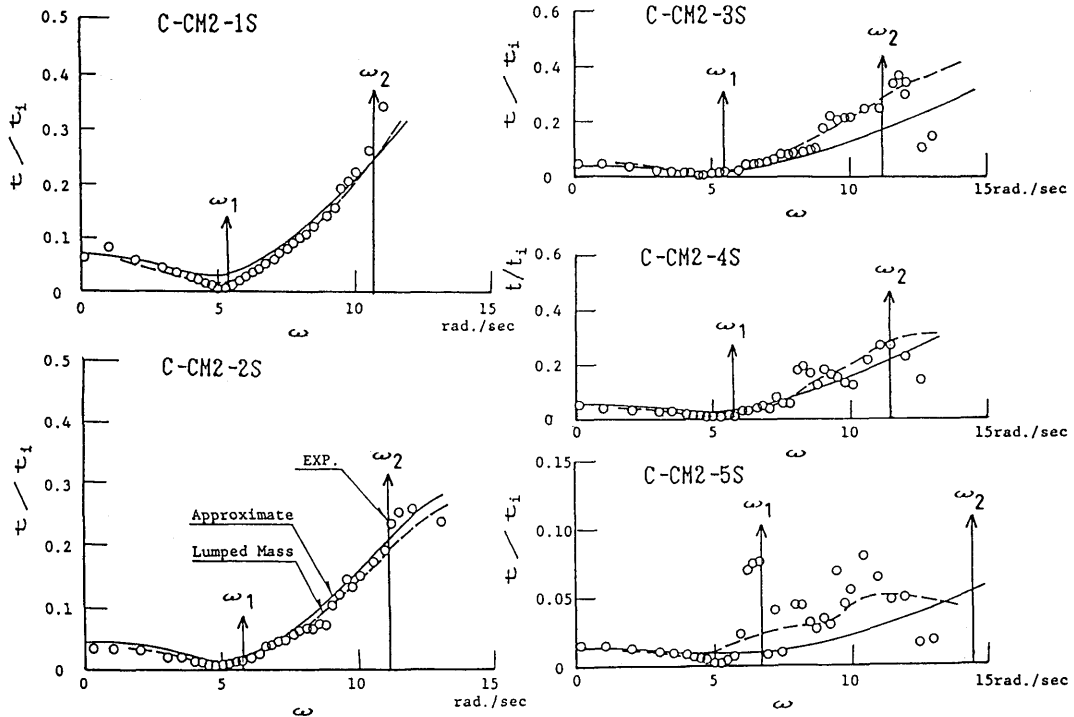 C-CM2-1S
t/ti
0.5
0.4
0.3
0.2
0.1
0
ω1
ω2
0
5
10
15
rad./sec
ω
C-CM2-2S
t/ti
0.5
0.4
0.3
0.2
0.1
0
EXP.
Approximate
Lumped Mass
ω1
ω2
0
5
10
15
rad./sec
ω
C-CM2-3S
t/ti
0.6
0.4
0.2
0
ω1
ω2
0
5
10
15rad./sec
ω
C-CM2-4S
t/ti
0.6
0.4
0.2
0
ω1
ω2
0
5
10
15rad./sec
ω
C-CM2-5S
t/ti
0.15
0.10
0.05
0
ω1
ω2
0
5
10
15rad./sec
ω